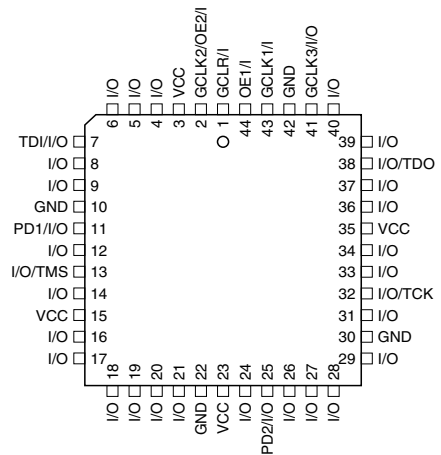 I/O
I/O
I/O
VCC
GCLK2/OE2/I
GCLR/I
OE1/I
GCLK1/I
GND
GCLK3/I/O
I/O
6
5
4
3
2
1
44
43
42
41
40
TDI/I/O 7
I/O 8
I/O 9
GND 10
PD1/I/O 11
I/O 12
I/O/TMS 13
I/O 14
VCC 15
I/O 16
I/O 17
39 I/O
38 I/O/TDO
37 I/O
36 I/O
35 VCC
34 I/O
33 I/O
32 I/O/TCK
31 I/O
30 GND
29 I/O
18
19
20
21
22
23
24
25
26
27
28
I/O
I/O
I/O
I/O
GND
VCC
I/O
PD2/I/O
I/O
I/O
I/O